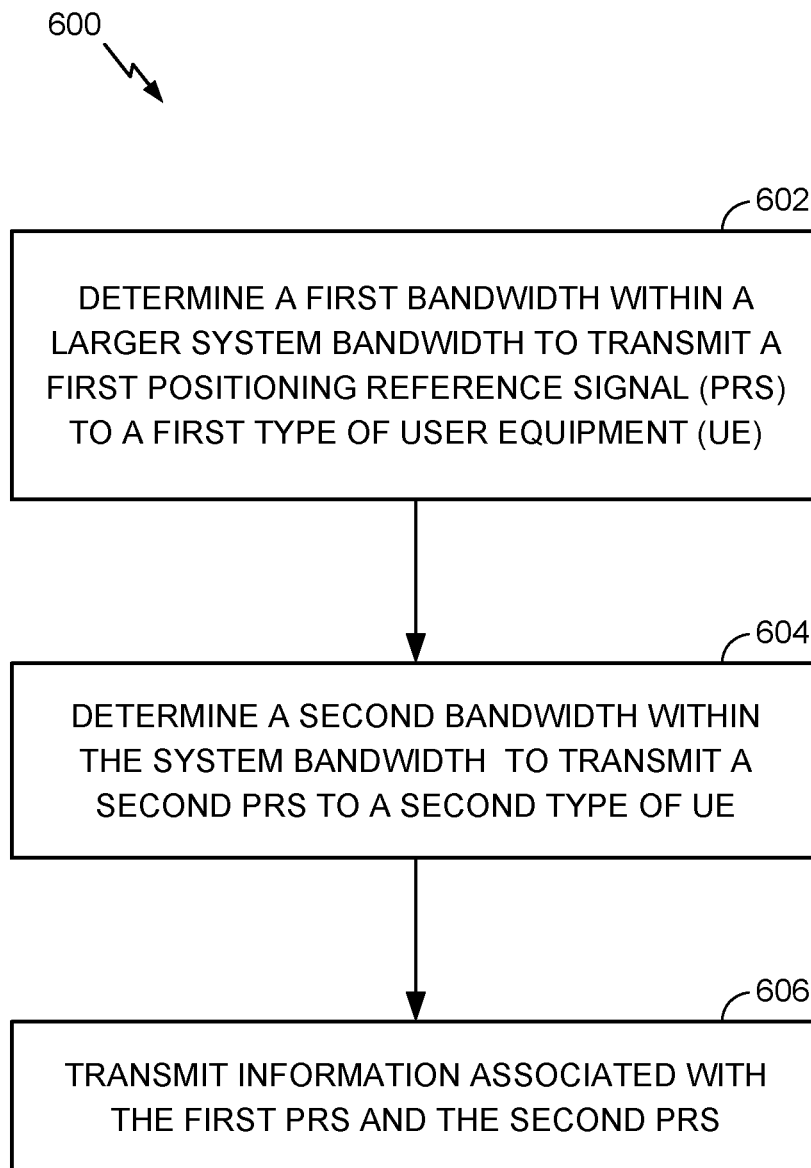 600
602
DETERMINE A FIRST BANDWIDTH WITHIN A
LARGER SYSTEM BANDWIDTH TO TRANSMIT A
FIRST POSITIONING REFERENCE SIGNAL (PRS)
TO A FIRST TYPE OF USER EQUIPMENT (UE)
604
DETERMINE A SECOND BANDWIDTH WITHIN
THE SYSTEM BANDWIDTH TO TRANSMIT A
SECOND PRS TO A SECOND TYPE OF UE
606
TRANSMIT INFORMATION ASSOCIATED WITH
THE FIRST PRS AND THE SECOND PRS